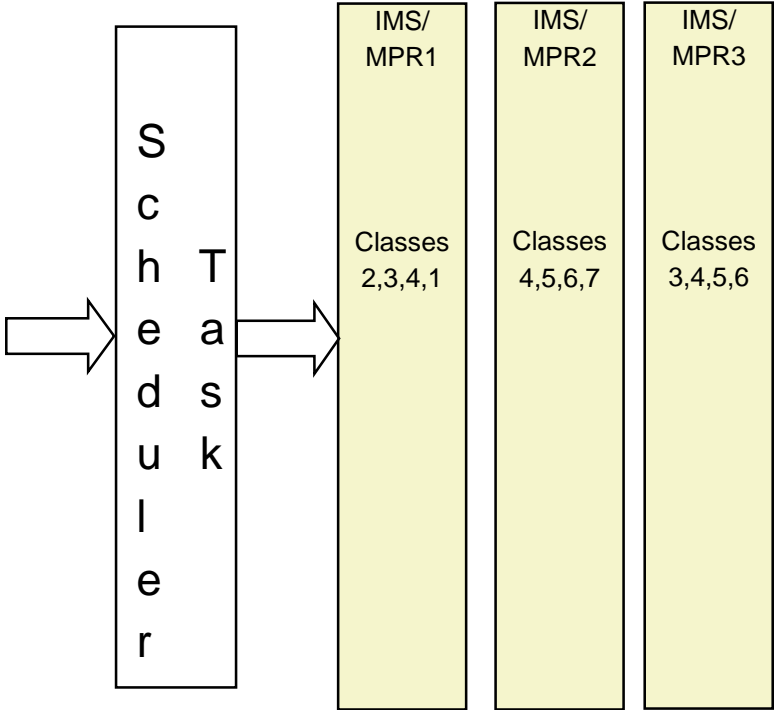 Scheduler
Task
IMS/
MPR1
Classes
2,3,4,1
IMS/
MPR2
Classes
4,5,6,7
IMS/
MPR3
Classes
3,4,5,6